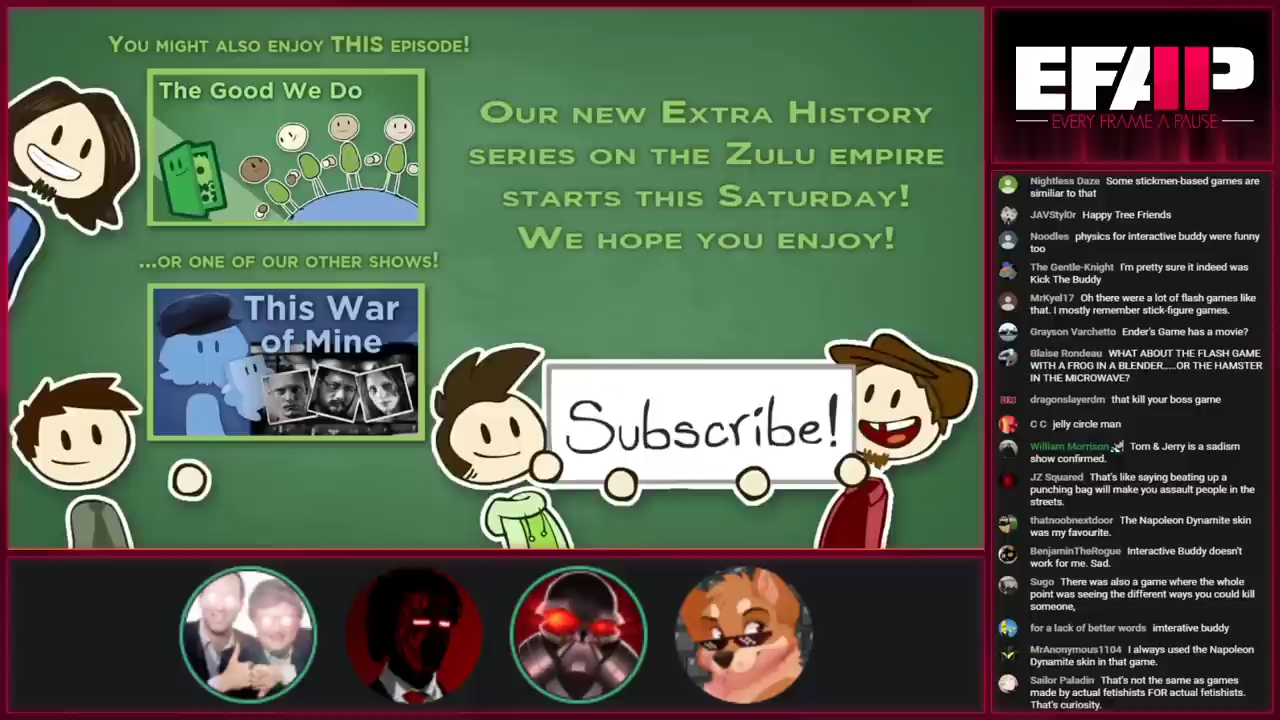 You might also enjoy THIS episode!
The Good We Do
...or one of our other shows!
This War
of Mine
Our new Extra History
series on the Zulu empire
starts this Saturday!
We hope you enjoy!
Subscribe!
EFAP
EVERY FRAME A PAUSE
Nightless Daze Some stickmen-based games are
similiar to that
JAVStyl0r Happy Tree Friends
Noodles physics for interactive buddy were funny
too
The Gentle-Knight I'm pretty sure it indeed was
Kick The Buddy
MrKyel17 Oh there were a lot of flash games like
that. I mostly remember stick-figure games.
Grayson Varchetto Ender's Game has a movie?
Blaise Rondeau WHAT ABOUT THE FLASH GAME
WITH A FROG IN A BLENDER.....OR THE HAMSTER
IN THE MICROWAVE?
DM dragonslayerdm that kill your boss game
C C jelly circle man
William Morrison Tom & Jerry is a sadism
show confirmed.
JZ Squared That's like saying beating up a
punching bag will make you assault people in the
streets.
thatnoobnextdoor The Napoleon Dynamite skin
was my favourite.
BenjaminTheRogue Interactive Buddy doesn't
work for me. Sad.
Sugo There was also a game where the whole
point was seeing the different ways you could kill
someone,
for a lack of better words imterative buddy
MrAnonymous1104 I always used the Napoleon
Dynamite skin in that game.
Sailor Paladin That's not the same as games
made by actual fetishists FOR actual fetishists.
That's curiosity.